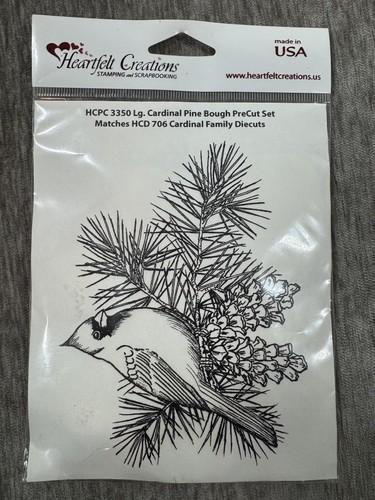 Heartfelt Creations
STAMPING and SCRAPBOOKING
made in
USA
www.heartfeltcreations.us
HCPC 3350 Lg. Cardinal Pine Bough PreCut Set
Matches HCD 706 Cardinal Family Diecuts